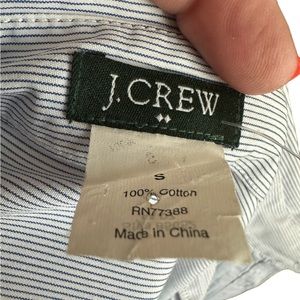 J.CREW
S
100% Cotton
RN77388
Made in China